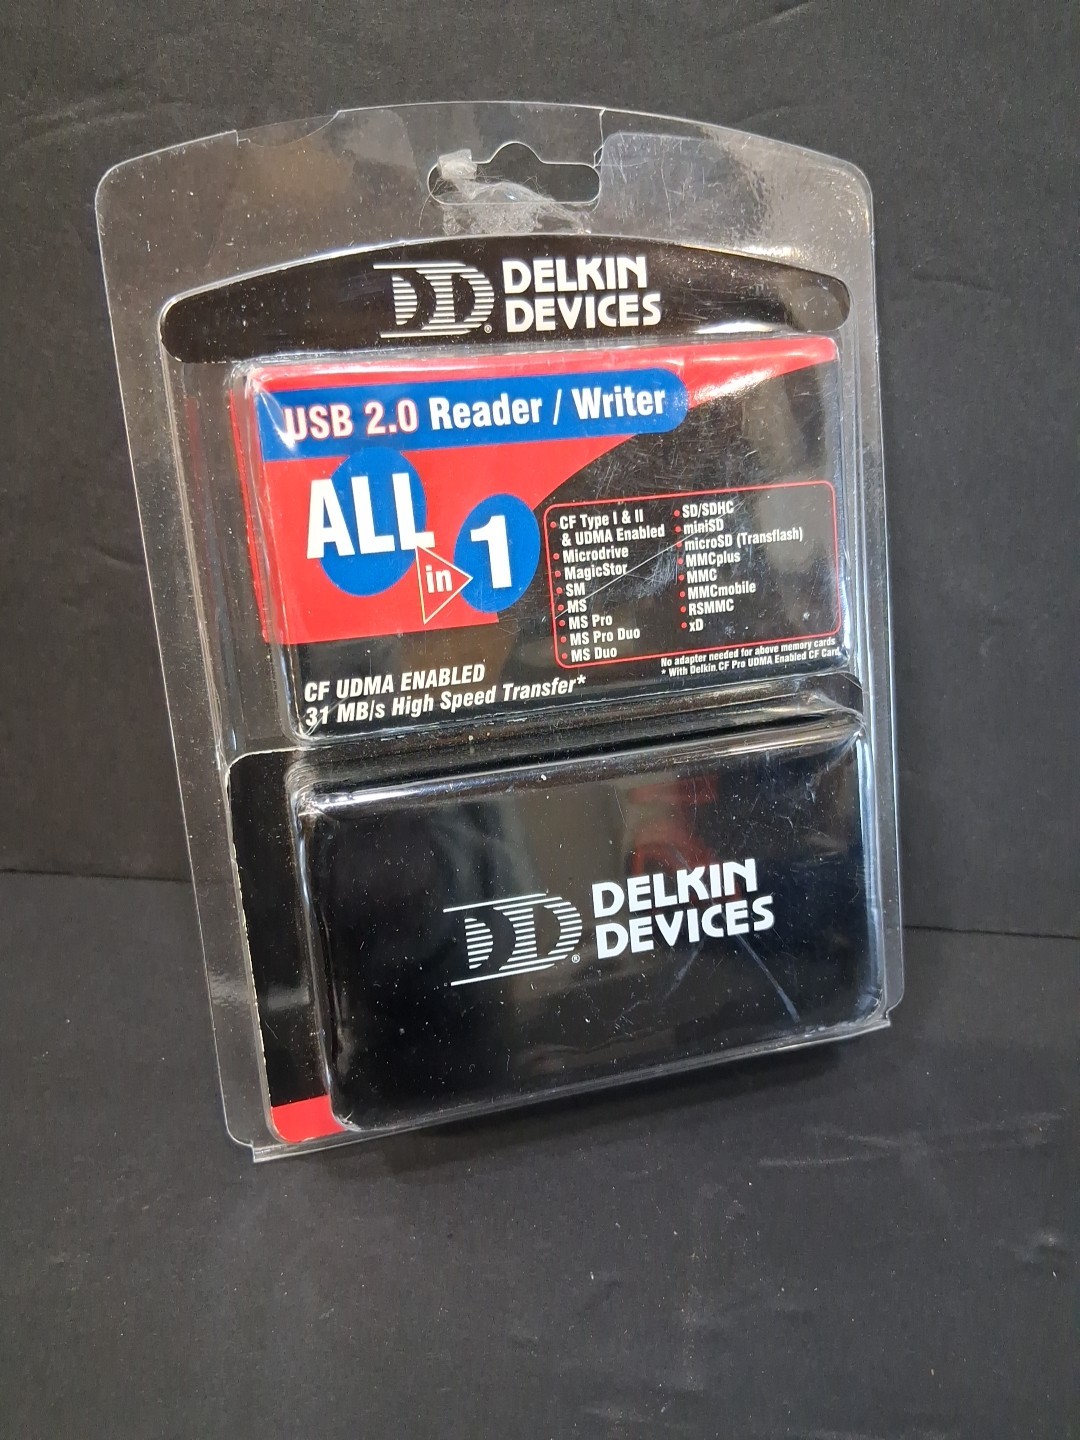 DELKIN
DEVICES®
USB 2.0 Reader / Writer
ALL
in
1
• CF Type I & II
& UDMA Enabled
• Microdrive
• MagicStor
• SM
• MS
• MS Pro
• MS Pro Duo
• MS Duo
• SD/SDHC
• miniSD
• microSD (Transflash)
• MMCplus
• MMC
• MMCmobile
• RSMMC
• xD
No adapter needed for above memory cards
* With Delkin CF Pro UDMA Enabled CF Card
CF UDMA ENABLED
31 MB/s High Speed Transfer*
DELKIN
DEVICES®